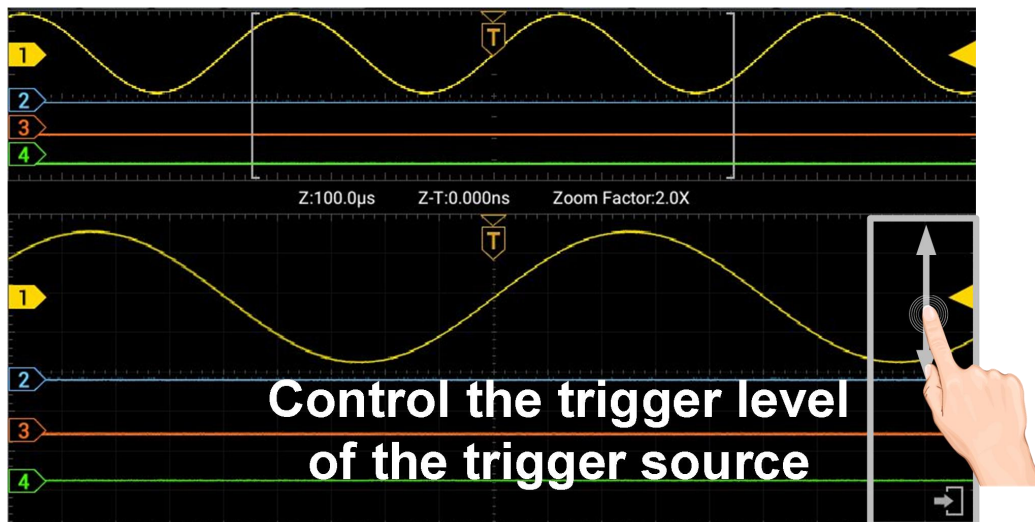 T
1
2
3
4
Z:100.0μs Z-T:0.000ns Zoom Factor:2.0X
T
1
2
Control the trigger level
3
of the trigger source
4